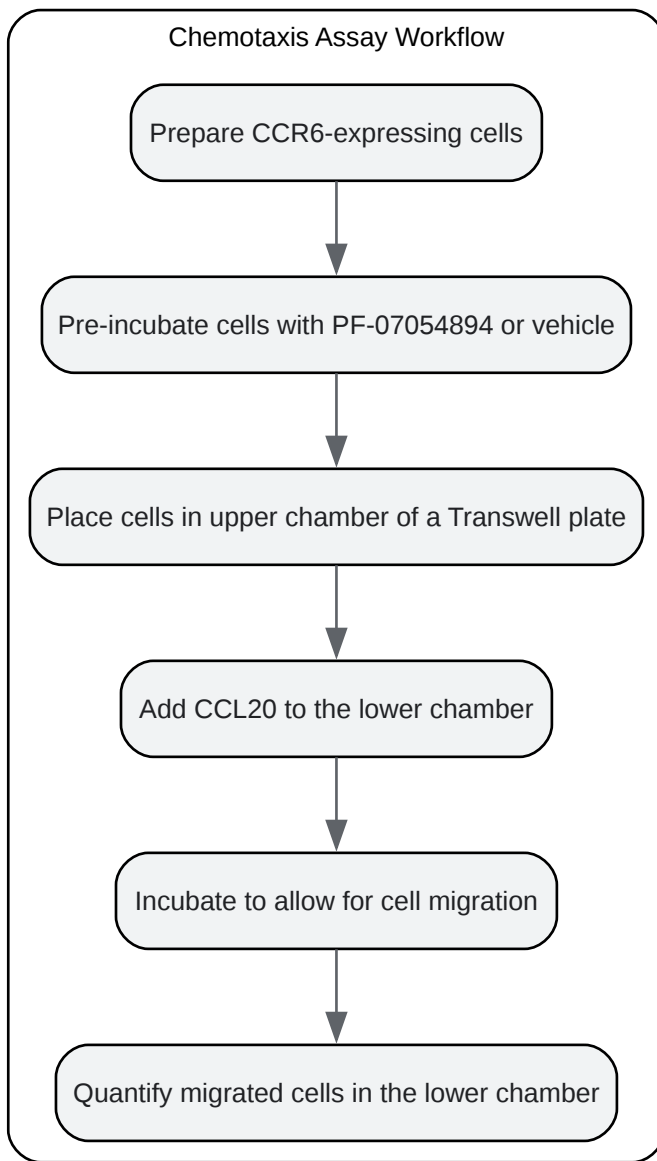 Chemotaxis Assay Workflow
Prepare CCR6-expressing cells
Pre-incubate cells with PF-07054894 or vehicle
Place cells in upper chamber of a Transwell plate
Add CCL20 to the lower chamber
Incubate to allow for cell migration
Quantify migrated cells in the lower chamber